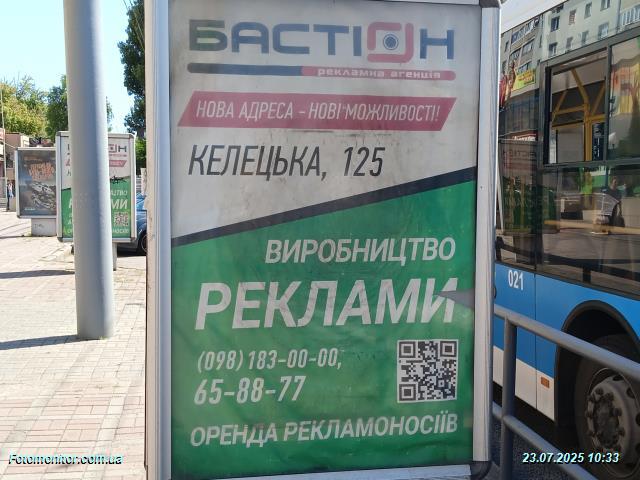 БАСТІОН
рекламна агенція
НОВА АДРЕСА - НОВІ МОЖЛИВОСТІ!
КЕЛЕЦЬКА, 125
ВИРОБНИЦТВО
РЕКЛАМИ
(098) 183-00-00,
65-88-77
ОРЕНДА РЕКЛАМОНОСІЇВ
021
Fotomonitor.com.ua
23.07.2025 10:33